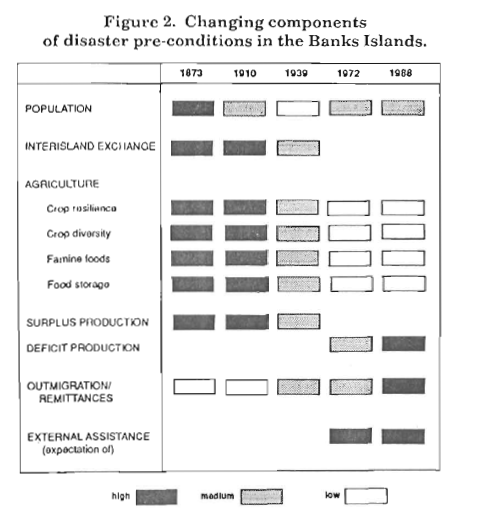 Figure 2. Changing components
of disaster pre-conditions in the Banks Islands.
1873 1910 1939 1972 1988
POPULATION
INTERISLAND EXCHANGE
AGRICULTURE
Crop resilience
Crop diversity
Famine foods
Food storage
SURPLUS PRODUCTION
DEFICIT PRODUCTION
OUTMIGRATION/
REMITTANCES
EXTERNAL ASSISTANCE
(expectation of)
high medium low